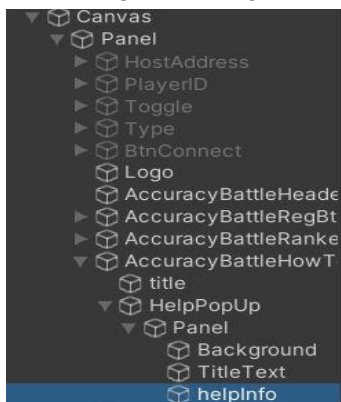 Canvas
Panel
HostAddress
PlayerID
Toggle
Type
BtnConnect
Logo
AccuracyBattleHeade
AccuracyBattleRegBt
AccuracyBattleRanke
AccuracyBattleHowT
title
HelpPopUp
Panel
Background
TitleText
helpInfo